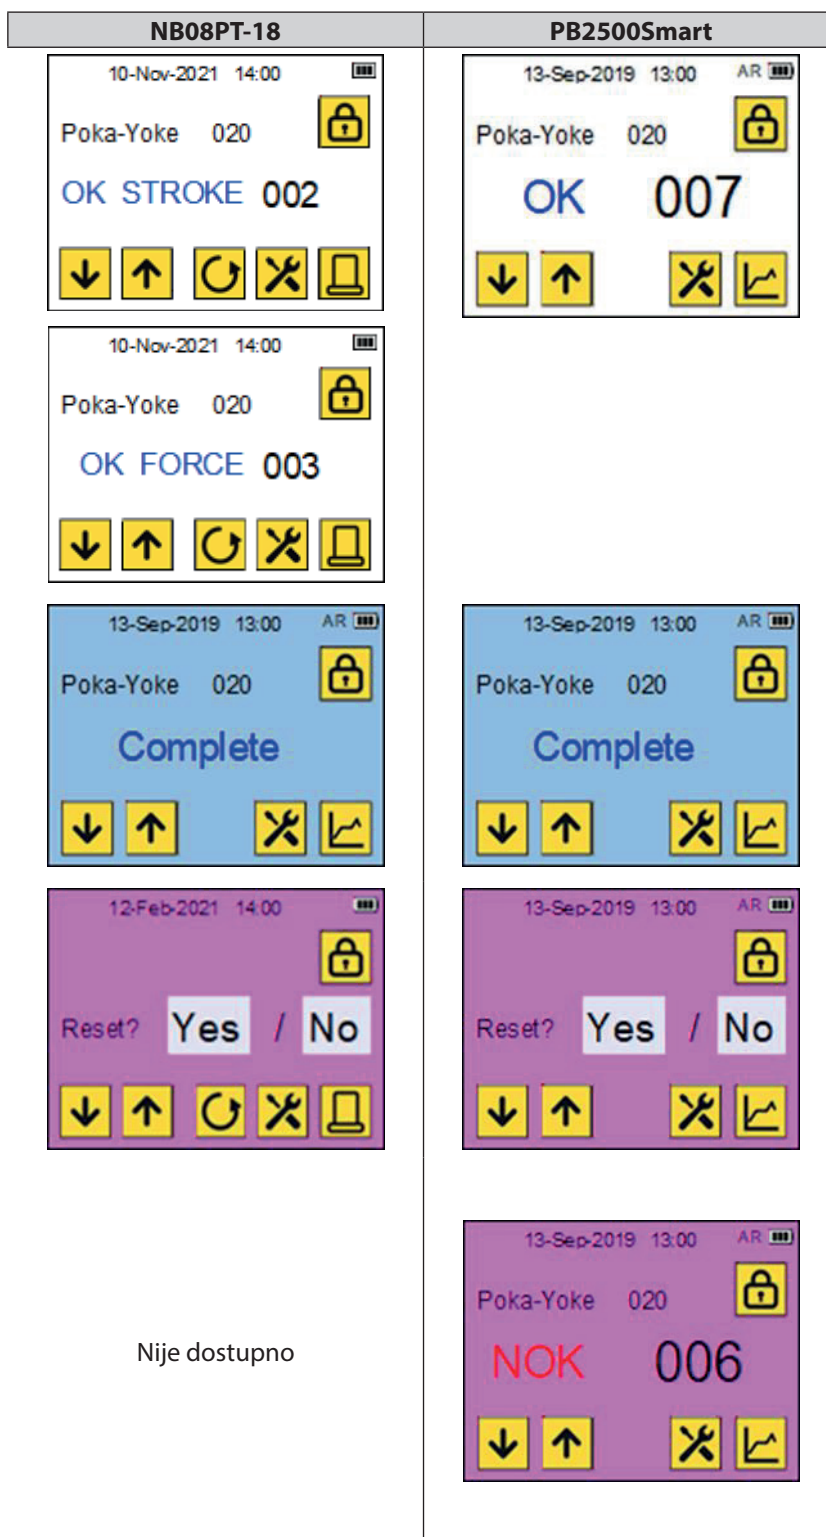 NB08PT-18
PB2500Smart
10-Nov-2021 14:00
Poka-Yoke 020
OK STROKE 002
13-Sep-2019 13:00 AR
Poka-Yoke 020
OK 007
10-Nov-2021 14:00
Poka-Yoke 020
OK FORCE 003
13-Sep-2019 13:00 AR
Poka-Yoke 020
Complete
13-Sep-2019 13:00 AR
Poka-Yoke 020
Complete
12-Feb-2021 14:00
Reset? Yes / No
13-Sep-2019 13:00 AR
Reset? Yes / No
Nije dostupno
13-Sep-2019 13:00 AR
Poka-Yoke 020
NOK 006